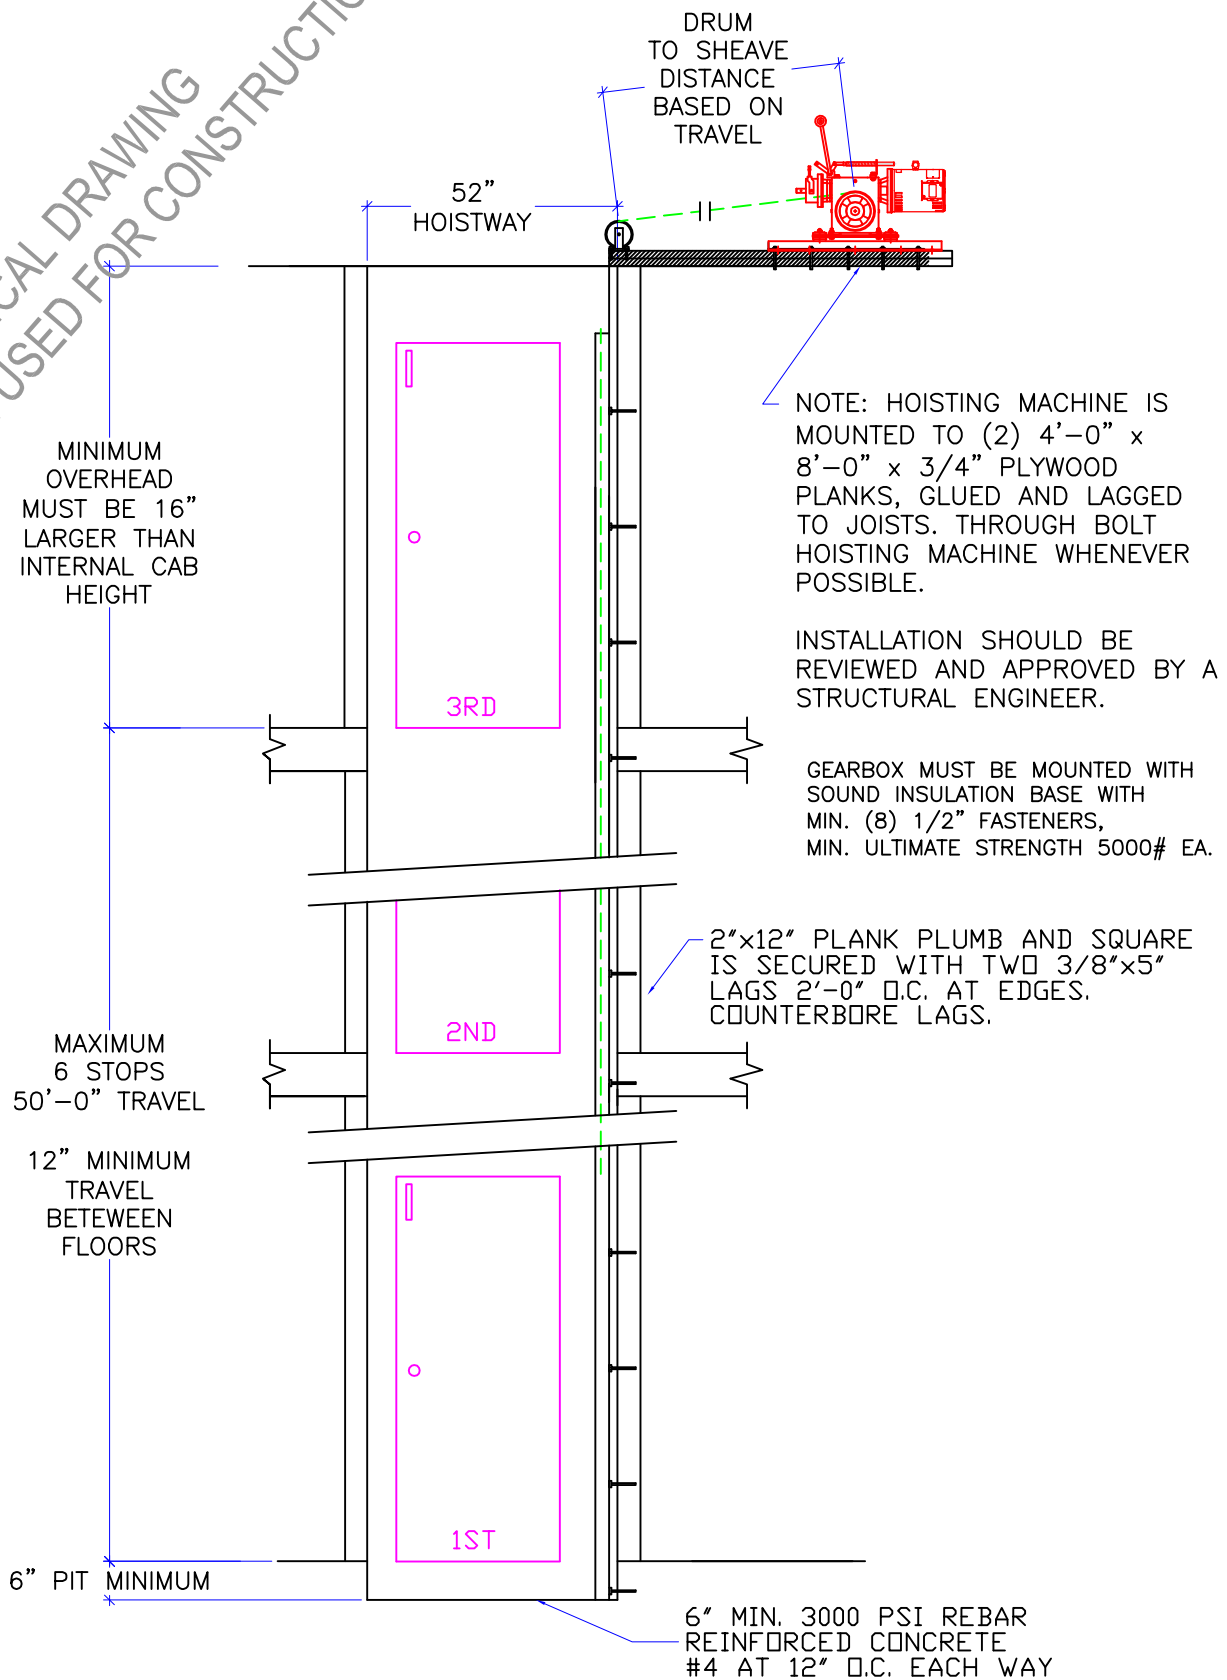 DRUM
TO SHEAVE
DISTANCE
BASED ON
TRAVEL
DRAWING
USED FOR
52”
HOISTWAY
NOTE: HOISTING MACHINE IS
MOUNTED TO (2) 4’-0” x
8’-0” x 3/4” PLYWOOD
PLANKS, GLUED AND LAGGED
TO JOISTS. THROUGH BOLT
HOISTING MACHINE WHENEVER
POSSIBLE.
INSTALLATION SHOULD BE
REVIEWED AND APPROVED BY A
STRUCTURAL ENGINEER.
MINIMUM
OVERHEAD
MUST BE 16”
LARGER THAN
INTERNAL CAB
HEIGHT
3RD
GEARBOX MUST BE MOUNTED WITH
SOUND INSULATION BASE WITH
MIN. (8) 1/2” FASTENERS,
MIN. ULTIMATE STRENGTH 5000# EA.
2"x12" PLANK PLUMB AND SQUARE
IS SECURED WITH TWO 3/8"x5"
LAGS 2'-0" O.C. AT EDGES.
COUNTERBORE LAGS.
2ND
MAXIMUM
6 STOPS
50’-0” TRAVEL
12” MINIMUM
TRAVEL
BETEWEEN
FLOORS
1ST
6” PIT MINIMUM
6" MIN. 3000 PSI REBAR
REINFORCED CONCRETE
#4 AT 12" O.C. EACH WAY